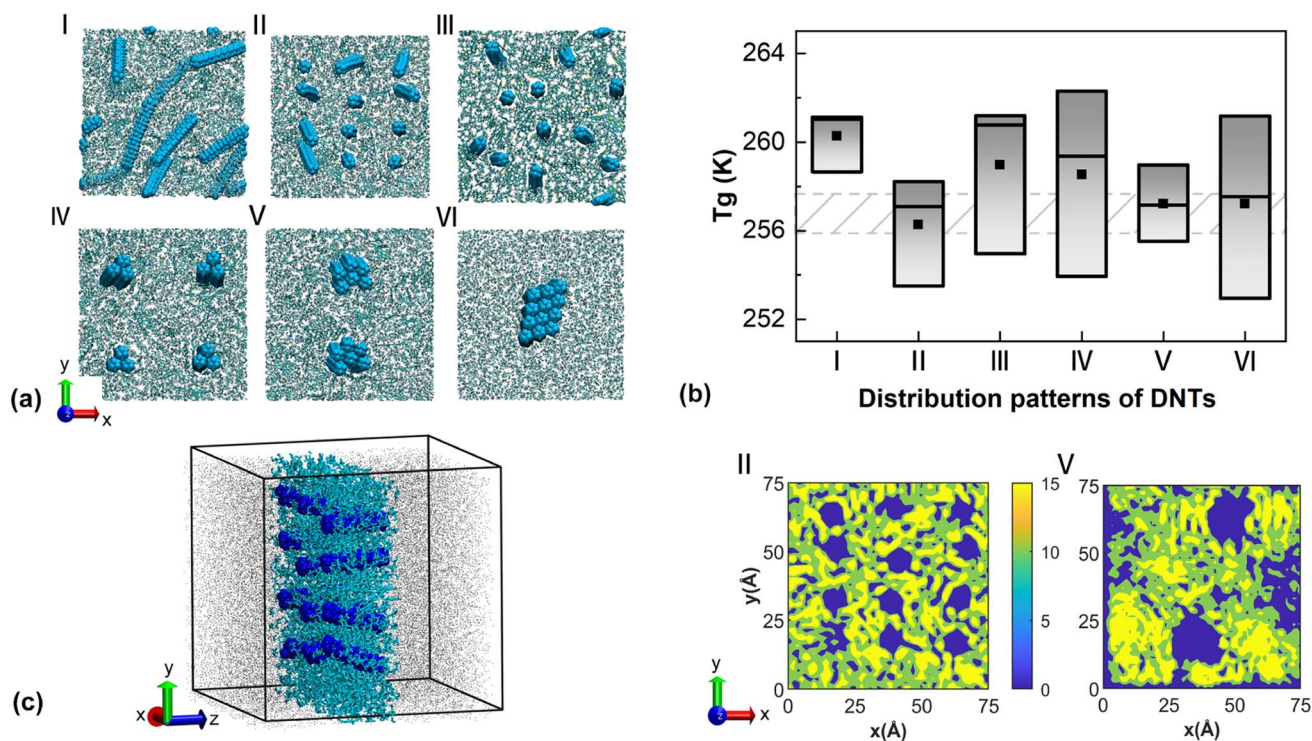 I II III
IV V VI
y
z
x
(a)
264
260
256
252
Tg (K)
I II III IV V VI
Distribution patterns of DNTs
(b)
y
x z
(c)
II
75
50
25
0
y(Å)
0 25 50 75
x(Å)
15
10
5
0
y
z
x
V
75
50
25
0
0 25 50 75
x(Å)